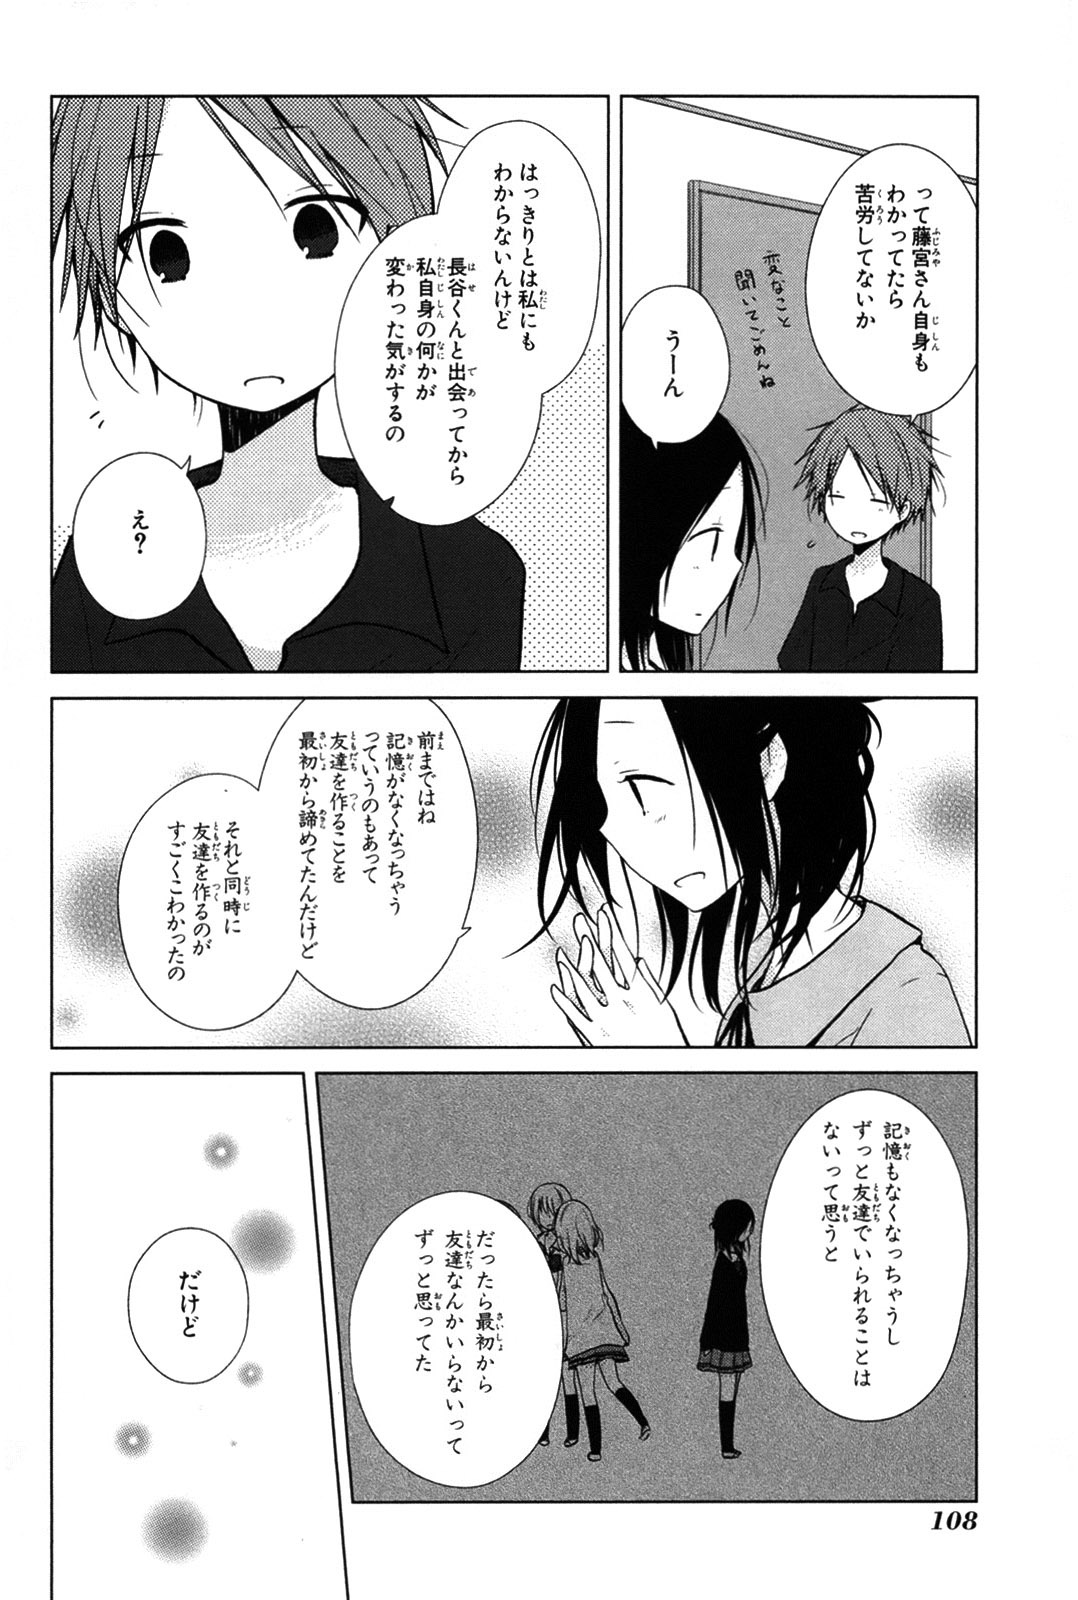 って藤宮さん自身も
わかってたら
苦労してないか
変なこと
聞いてごめんね
うーん
はっきりとは私にも
わからないんけど
長谷くんと出会ってから
私自身の何かが
変わった気がするの
え?
前まではね
記憶がなくなっちゃう
っていうのもあって
友達を作ることを
最初から諦めてたんだけど
それと同時に
友達を作るのが
すごくこわかったの
記憶もなくなっちゃうし
ずっと友達でいられることは
ないって思うと
だったら最初から
友達なんかいらないって
ずっと思ってた
だけど
108